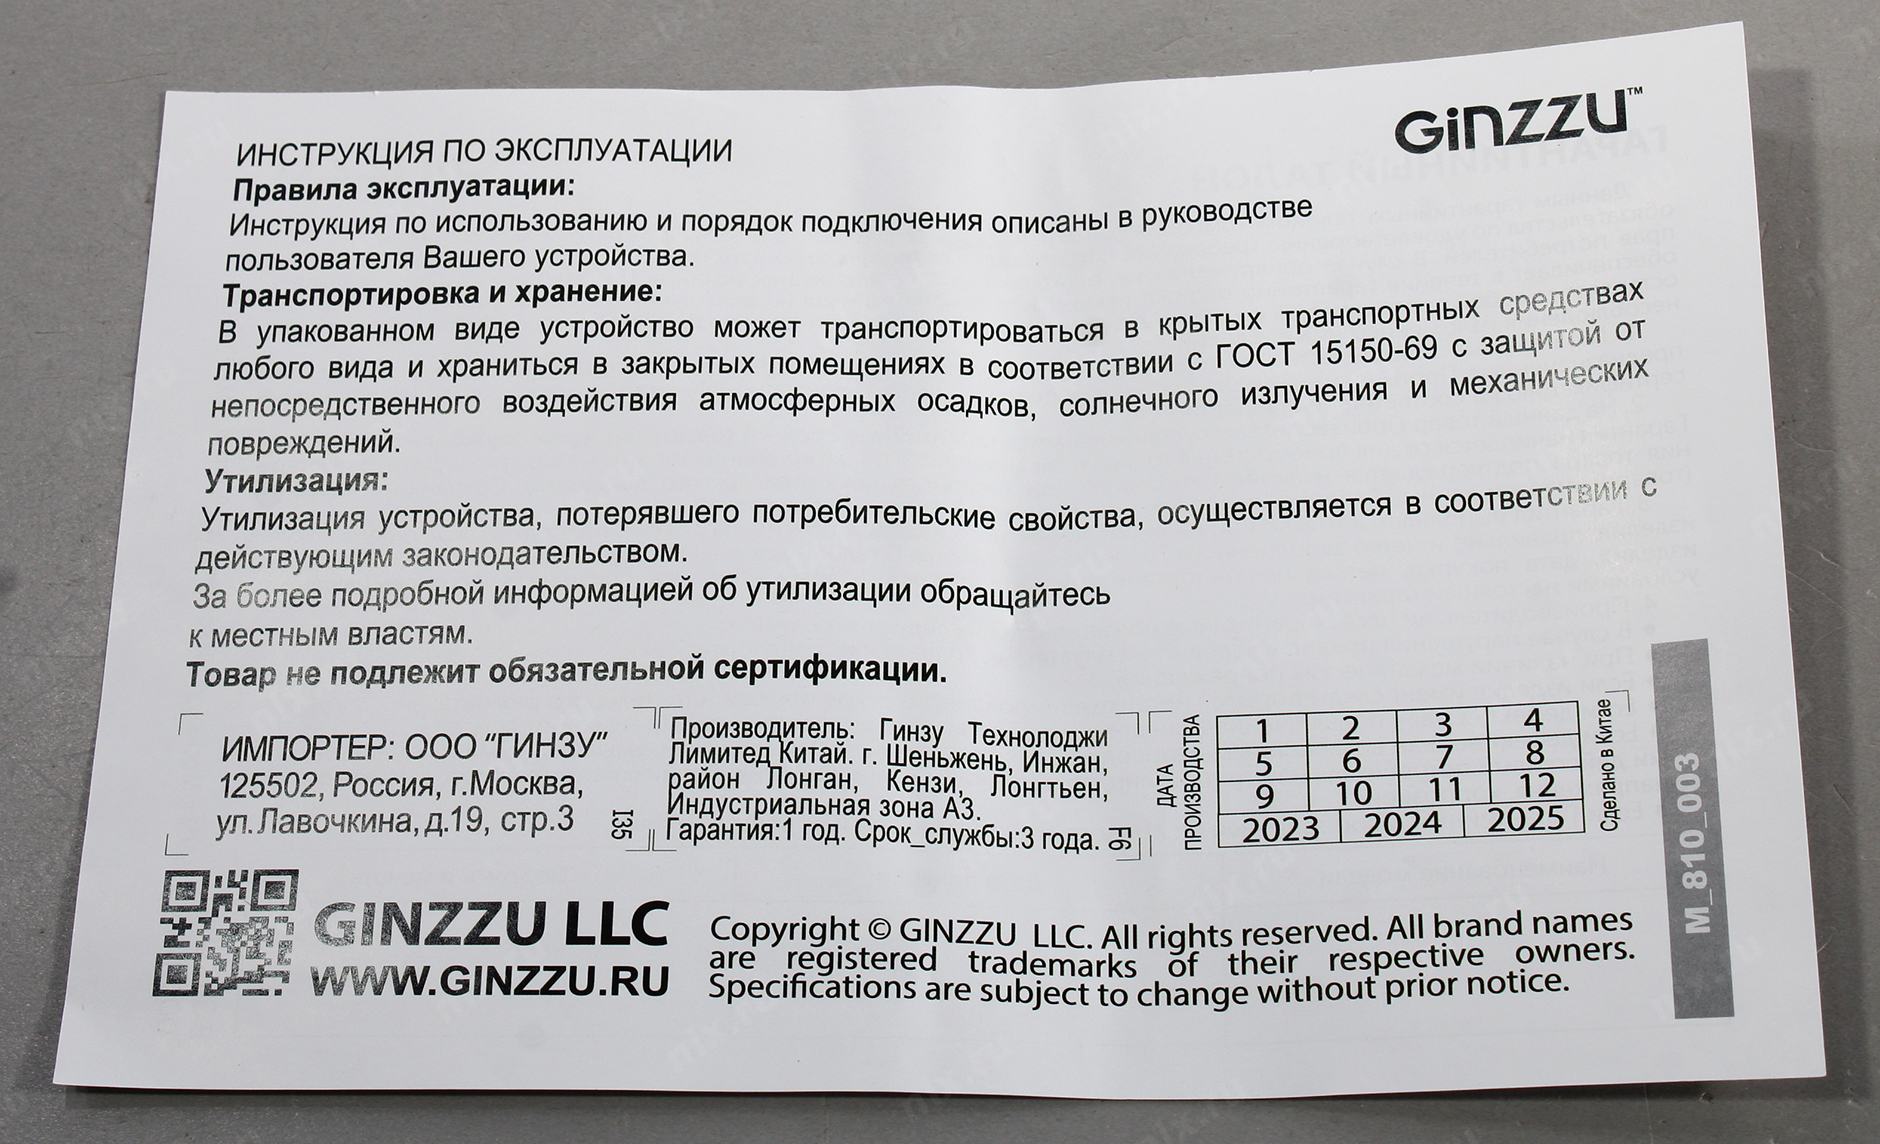 Ginzzu™
ИНСТРУКЦИЯ ПО ЭКСПЛУАТАЦИИ
Правила эксплуатации:
Инструкция по использованию и порядок подключения описаны в руководстве
пользователя Вашего устройства.
Транспортировка и хранение:
В упакованном виде устройство может транспортироваться в крытых транспортных средствах
любого вида и храниться в закрытых помещениях в соответствии с ГОСТ 15150-69 с защитой от
непосредственного воздействия атмосферных осадков, солнечного излучения и механических
повреждений.
Утилизация:
Утилизация устройства, потерявшего потребительские свойства, осуществляется в соответствии с
действующим законодательством.
За более подробной информацией об утилизации обращайтесь
к местным властям.
Товар не подлежит обязательной сертификации.
ИМПОРТЕР: ООО "ГИНЗУ"
125502, Россия, г.Москва,
ул.Лавочкина,д.19, стр.3
I35
Производитель: Гинзу Технолоджи
Лимитед Китай. г. Шеньжень, Инжан,
район Лонган, Кензи, Лонгтьен,
Индустриальная зона А3.
Гарантия:1 год. Срок_службы:3 года.
F6
ДАТА
ПРОИЗВОДСТВА
1 2 3 4
5 6 7 8
9 10 11 12
2023 2024 2025
Сделано в Китае
M_810_003
GINZZU LLC
WWW.GINZZU.RU
Copyright © GINZZU LLC. All rights reserved. All brand names
are registered trademarks of their respective owners.
Specifications are subject to change without prior notice.